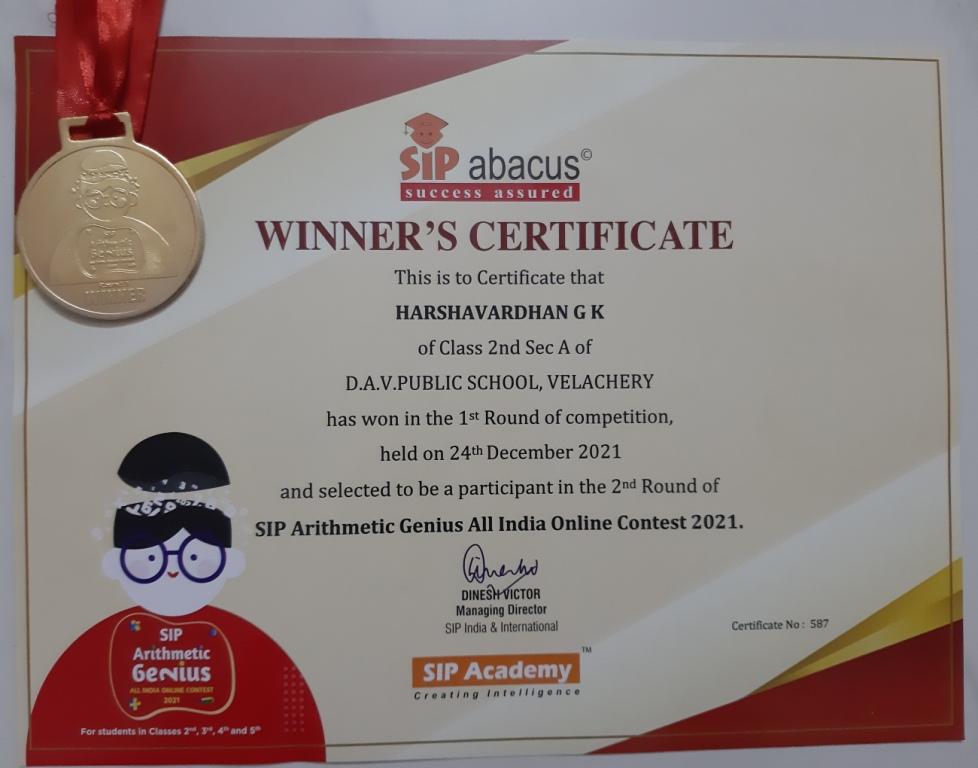 SIP abacus©
success assured
WINNER'S CERTIFICATE
This is to Certificate that
HARSHAVARDHAN G K
of Class 2nd Sec A of
D.A.V.PUBLIC SCHOOL, VELACHERY
has won in the 1st Round of competition,
held on 24th December 2021
and selected to be a participant in the 2nd Round of
SIP Arithmetic Genius All India Online Contest 2021.
DINESH VICTOR
Managing Director
SIP India & International
Certificate No : 587
SIP Academy™
Creating Intelligence
SIP
Arithmetic
Genius
ALL INDIA ONLINE CONTEST
2021
For students in Classes 2nd, 3rd, 4th and 5th
SIP
Arithmetic
Genius
WINNER